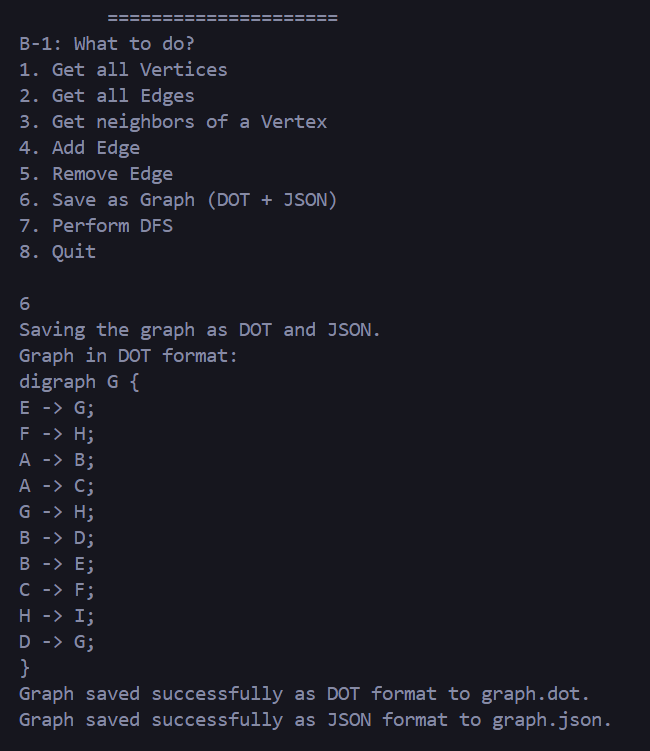 =====================
B-1: What to do?
1. Get all Vertices
2. Get all Edges
3. Get neighbors of a Vertex
4. Add Edge
5. Remove Edge
6. Save as Graph (DOT + JSON)
7. Perform DFS
8. Quit

6
Saving the graph as DOT and JSON.
Graph in DOT format:
digraph G {
E -> G;
F -> H;
A -> B;
A -> C;
G -> H;
B -> D;
B -> E;
C -> F;
H -> I;
D -> G;
}
Graph saved successfully as DOT format to graph.dot.
Graph saved successfully as JSON format to graph.json.